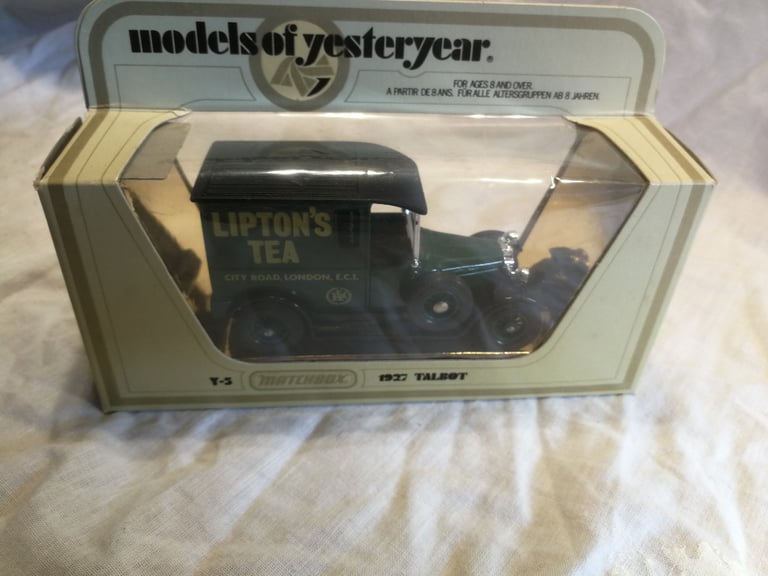 models of yesteryear®
FOR AGES 8 AND OVER.
A PARTIR DE 8 ANS. FÜR ALLE ALTERSGRUPPEN AB 8 JAHREN.
LIPTON'S
TEA
CITY ROAD, LONDON, E.C.1.
Y-5 MATCHBOX 1927 TALBOT